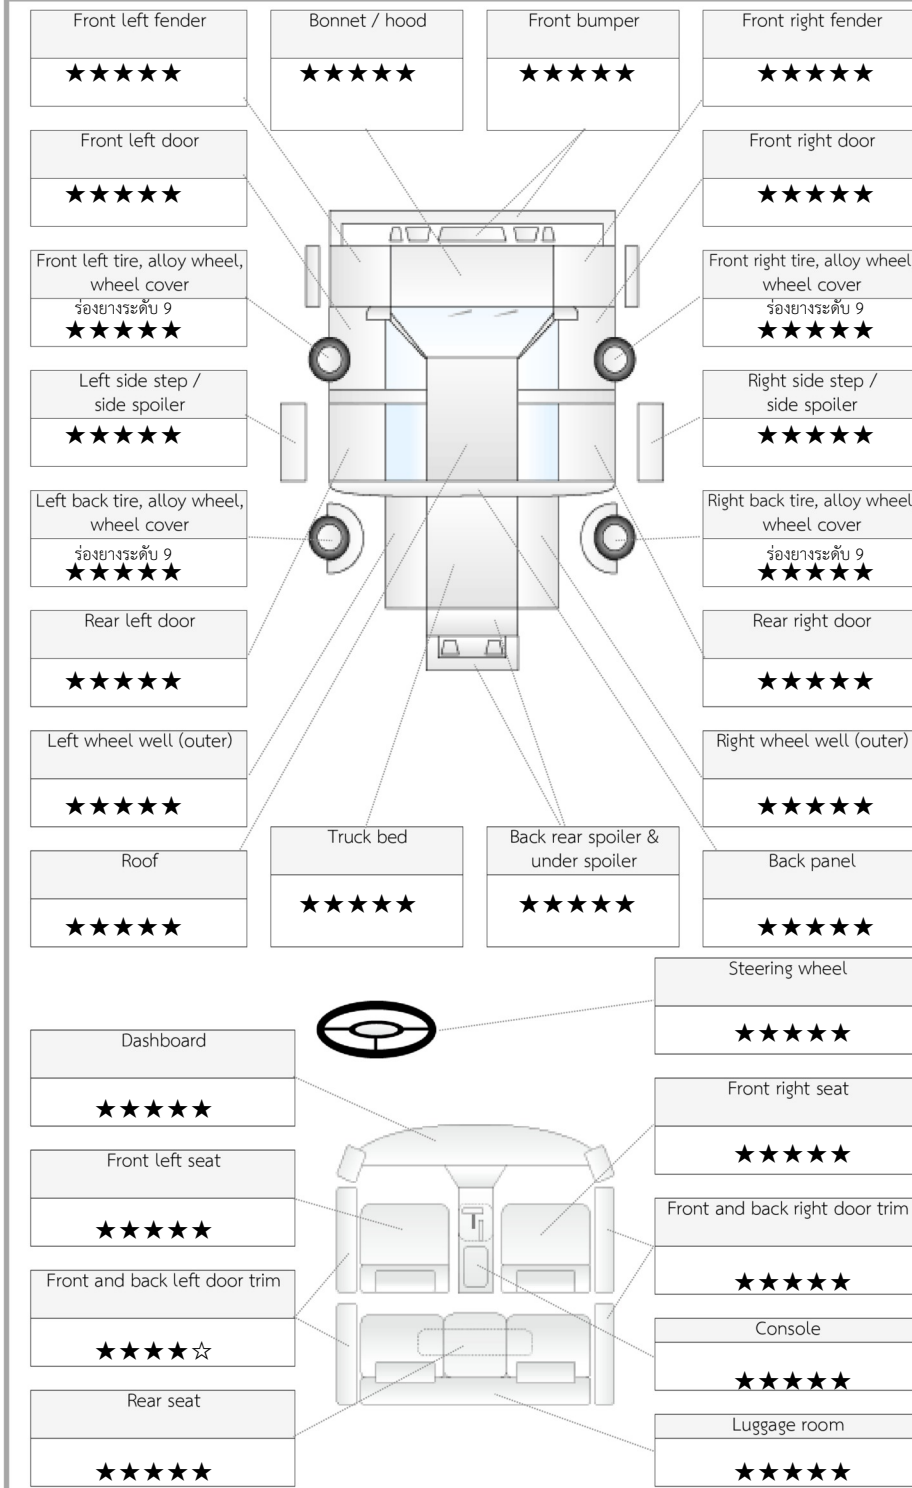 Front left fender
★★★★★
Bonnet / hood
★★★★★
Front bumper
★★★★★
Front right fender
★★★★★
Front left door
★★★★★
Front right door
★★★★★
Front left tire, alloy wheel,
wheel cover
ร่องยางระดับ 9
★★★★★
Front right tire, alloy wheel
wheel cover
ร่องยางระดับ 9
★★★★★
Left side step /
side spoiler
★★★★★
Right side step /
side spoiler
★★★★★
Left back tire, alloy wheel,
wheel cover
ร่องยางระดับ 9
★★★★★
Right back tire, alloy wheel
wheel cover
ร่องยางระดับ 9
★★★★★
Rear left door
★★★★★
Rear right door
★★★★★
Left wheel well (outer)
★★★★★
Right wheel well (outer)
★★★★★
Roof
★★★★★
Truck bed
★★★★★
Back rear spoiler &
under spoiler
★★★★★
Back panel
★★★★★
Steering wheel
★★★★★
Dashboard
★★★★★
Front right seat
★★★★★
Front left seat
★★★★★
Front and back right door trim
★★★★★
Front and back left door trim
★★★★☆
Console
★★★★★
Rear seat
★★★★★
Luggage room
★★★★★